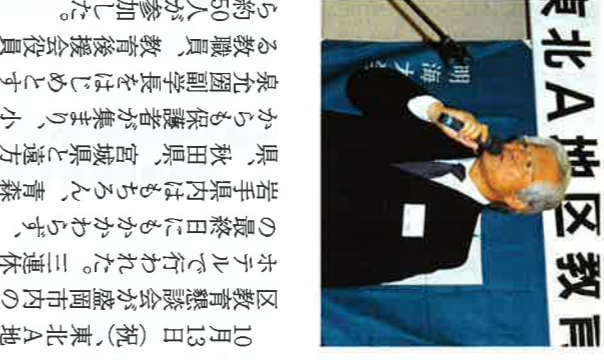 東北A地区教育
明海大
10月13日（祝）、東北A地
区教育懇談会が盛岡市内の
ホテルで行われた。三連休
の最終日にもかかわらず、
岩手県内はもちろん、青森
県、秋田県、宮城県と遠方
からも保護者が集まり、小
泉允圀副学長をはじめとす
る教職員、教育後援会役員
ら約50人が参加した。